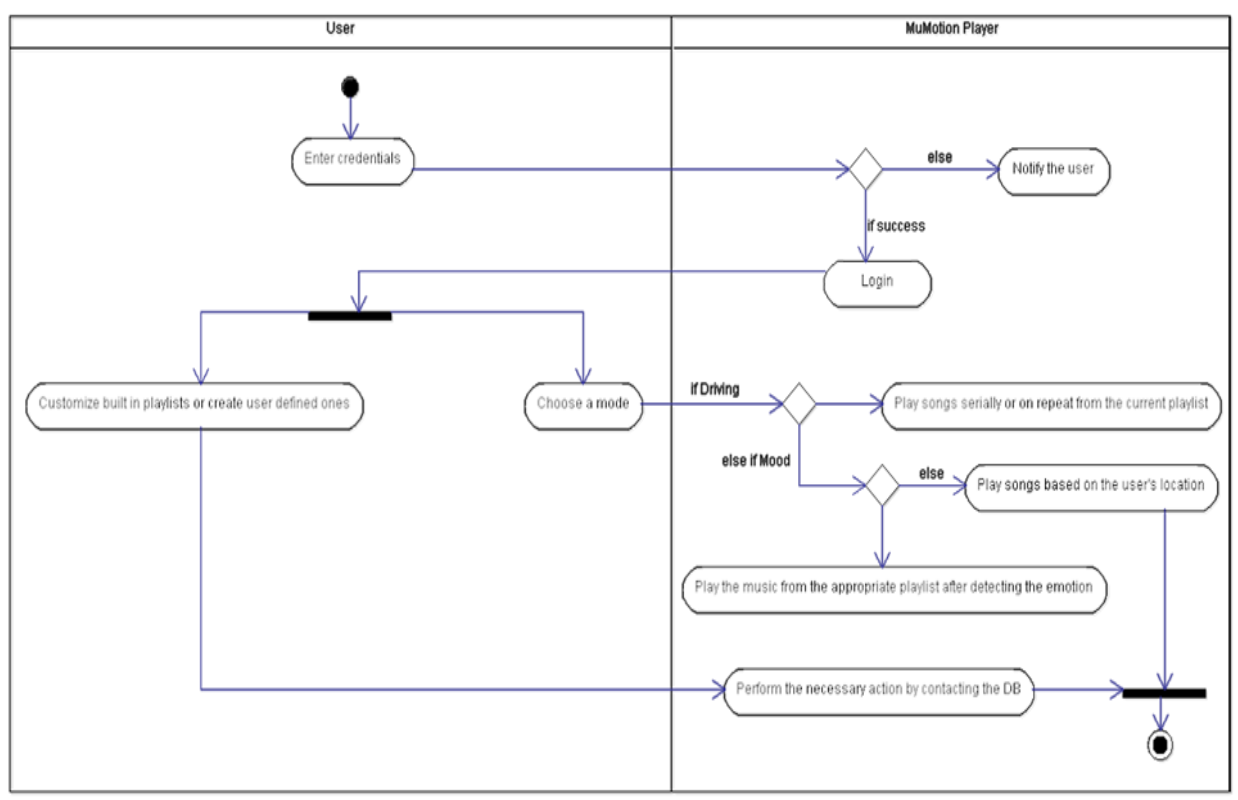 User
MuMotion Player
Enter credentials
else
Notify the user
if success
Login
Customize built in playlists or create user defined ones
Choose a mode
if Driving
Play songs serially or on repeat from the current playlist
else if Mood
else
Play songs based on the user's location
Play the music from the appropriate playlist after detecting the emotion
Perform the necessary action by contacting the DB